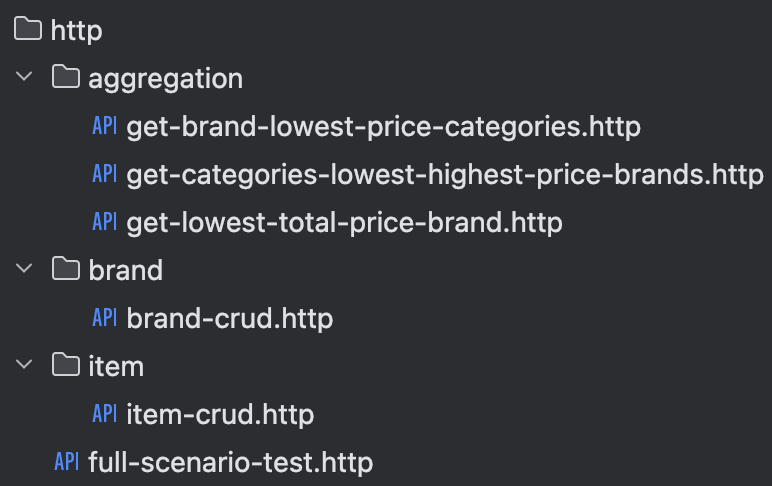 http
aggregation
API get-brand-lowest-price-categories.http
API get-categories-lowest-highest-price-brands.http
API get-lowest-total-price-brand.http
brand
API brand-crud.http
item
API item-crud.http
API full-scenario-test.http